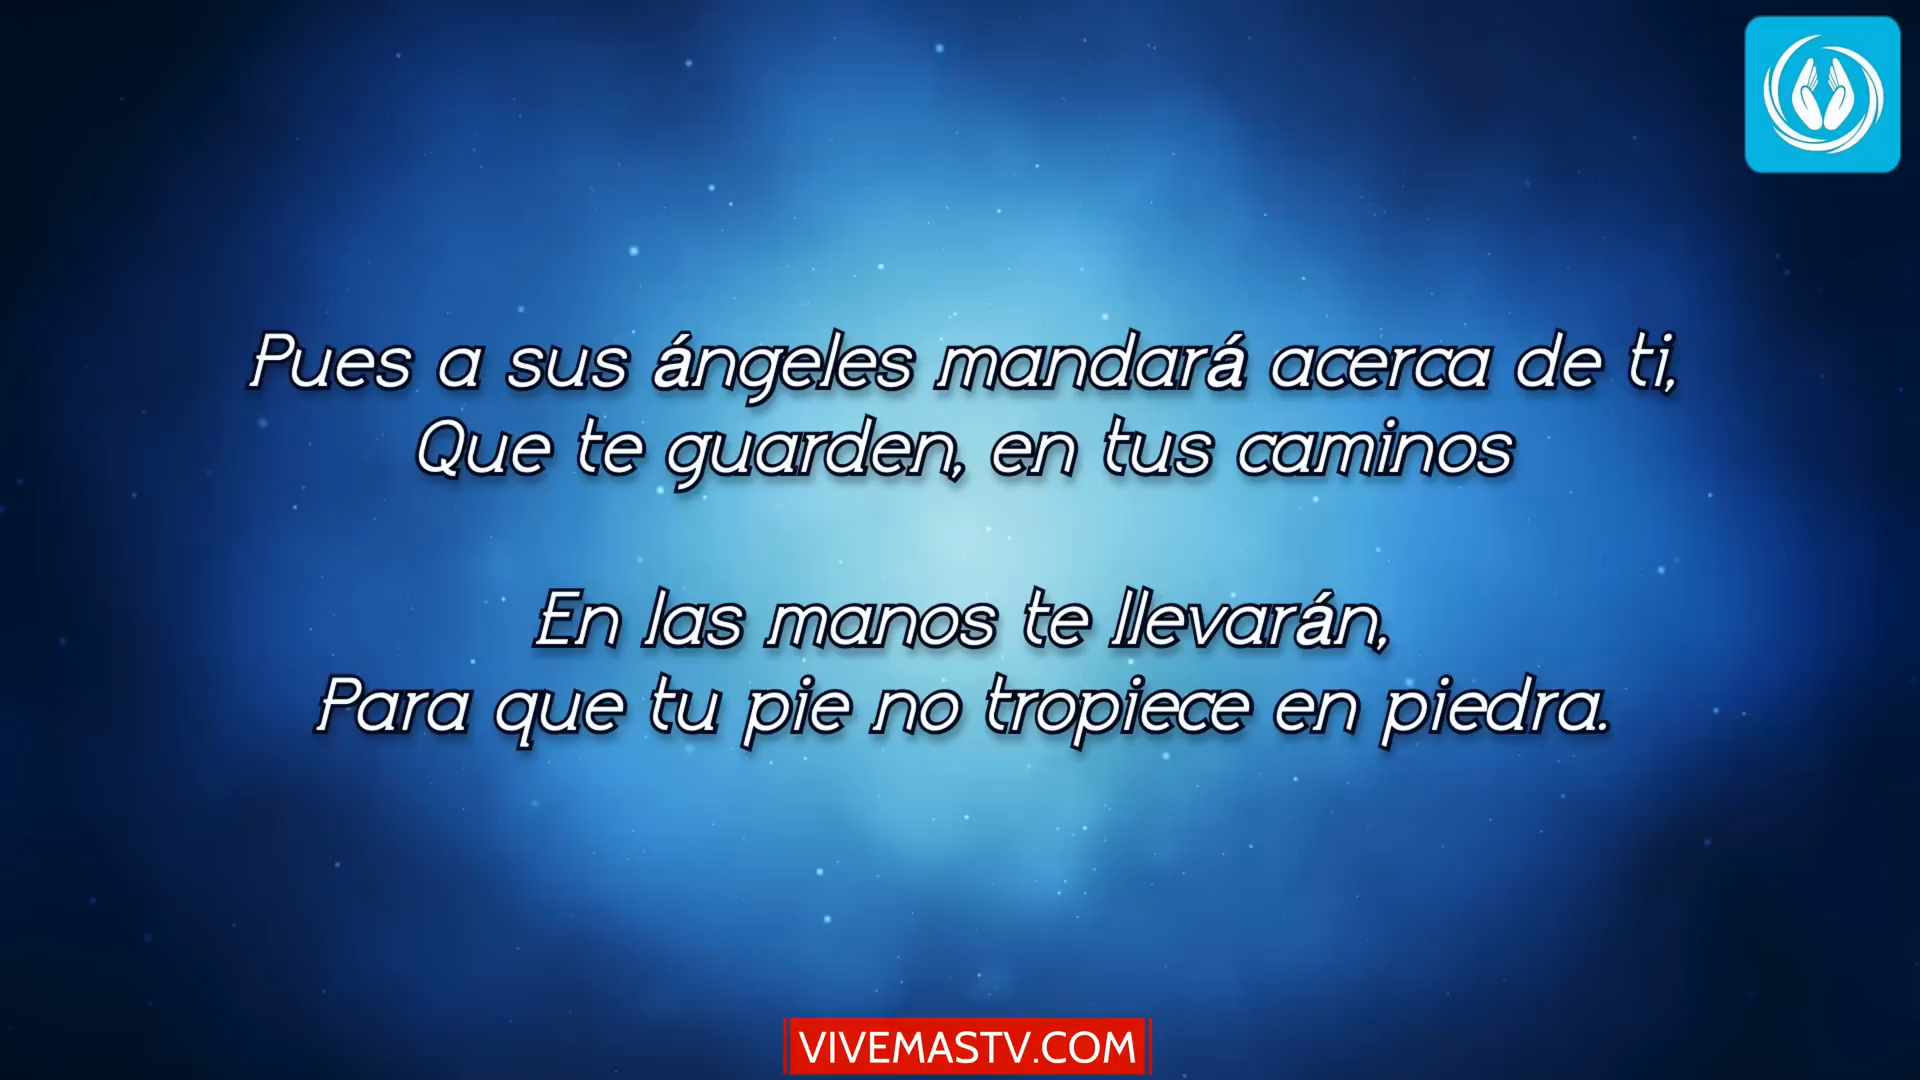 Pues a sus ángeles mandará acerca de ti,
Que te guarden, en tus caminos
En las manos te llevarán,
Para que tu pie no tropiece en piedra.
VIVEMASTV.COM